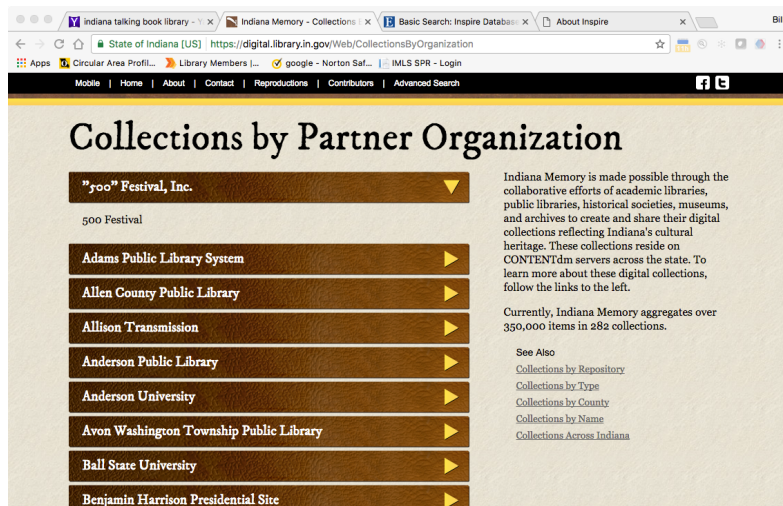 indiana talking book library - Y
Indiana Memory - Collections
Basic Search: Inspire Database
About Inspire
Bil
State of Indiana [US] | https://digital.library.in.gov/Web/CollectionsByOrganization
Apps Circular Area Profil... Library Members |... google - Norton Saf... IMLS SPR - Login
Mobile | Home | About | Contact | Reproductions | Contributors | Advanced Search
Collections by Partner Organization
"500" Festival, Inc.
500 Festival
Adams Public Library System
Allen County Public Library
Allison Transmission
Anderson Public Library
Anderson University
Avon Washington Township Public Library
Ball State University
Benjamin Harrison Presidential Site
Indiana Memory is made possible through the
collaborative efforts of academic libraries,
public libraries, historical societies, museums,
and archives to create and share their digital
collections reflecting Indiana's cultural
heritage. These collections reside on
CONTENTdm servers across the state. To
learn more about these digital collections,
follow the links to the left.
Currently, Indiana Memory aggregates over
350,000 items in 282 collections.
See Also
Collections by Repository
Collections by Type
Collections by County
Collections by Name
Collections Across Indiana